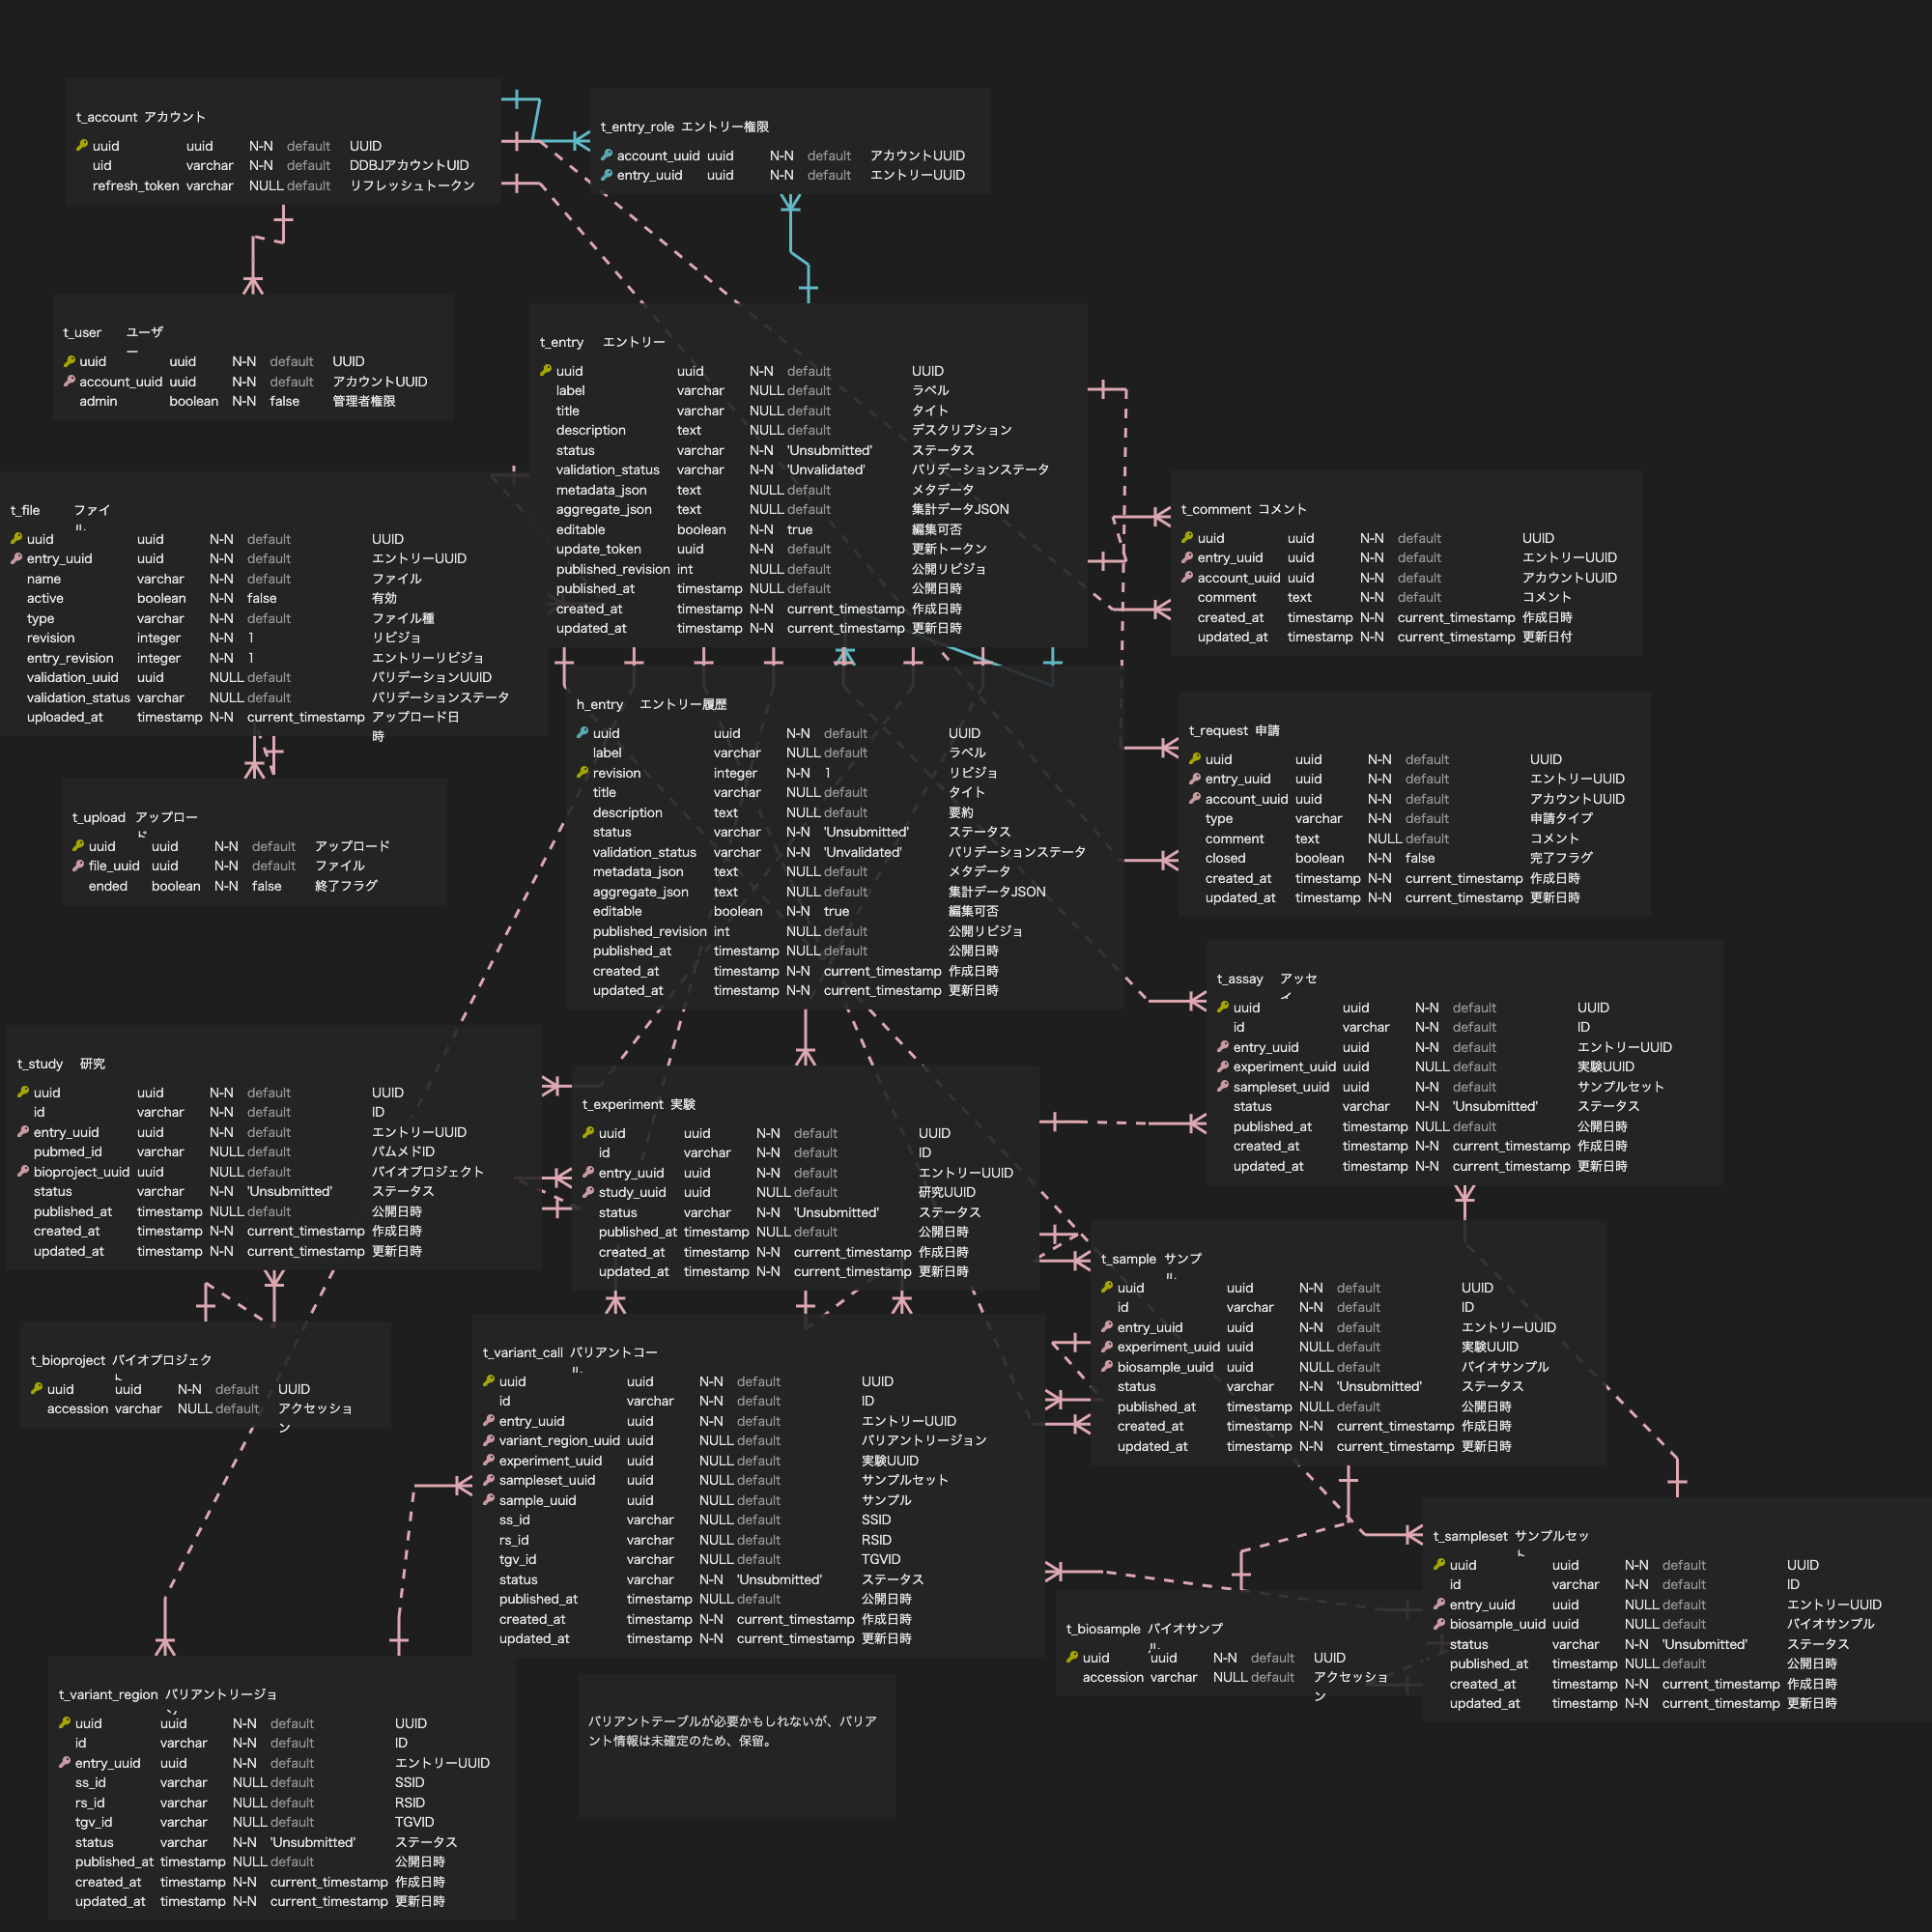 t_account アカウント
uuid uuid N-N default UUID
uid varchar N-N default DDBJアカウントUID
refresh_token varchar NULL default リフレッシュトークン
t_entry_role エントリー権限
account_uuid uuid N-N default アカウントUUID
entry_uuid uuid N-N default エントリーUUID
t_user ユーザー
uuid uuid N-N default UUID
account_uuid uuid N-N default アカウントUUID
admin boolean N-N false 管理者権限
t_entry エントリー
uuid uuid N-N default UUID
label varchar NULL default ラベル
title varchar NULL default タイト
description text NULL default デスクリプション
status varchar N-N 'Unsubmitted' ステータス
validation_status varchar N-N 'Unvalidated' バリデーションステータ
metadata_json text NULL default メタデータ
aggregate_json text NULL default 集計データJSON
editable boolean N-N true 編集可否
update_token uuid N-N default 更新トークン
published_revision int NULL default 公開リビジョ
published_at timestamp NULL default 公開日時
created_at timestamp N-N current_timestamp 作成日時
updated_at timestamp N-N current_timestamp 更新日時
t_file ファイ
uuid uuid N-N default UUID
entry_uuid uuid N-N default エントリーUUID
name varchar N-N default ファイル
active boolean N-N false 有効
type varchar N-N default ファイル種
revision integer N-N 1 リビジョ
entry_revision integer N-N 1 エントリーリビジョ
validation_uuid uuid NULL default バリデーションUUID
validation_status varchar NULL default バリデーションステータ
uploaded_at timestamp N-N current_timestamp アップロード日
時
t_comment コメント
uuid uuid N-N default UUID
entry_uuid uuid N-N default エントリーUUID
account_uuid uuid N-N default アカウントUUID
comment text N-N default コメント
created_at timestamp N-N current_timestamp 作成日時
updated_at timestamp N-N current_timestamp 更新日付
t_upload アップロー
uuid uuid N-N default アップロード
file_uuid uuid N-N default ファイル
ended boolean N-N false 終了フラグ
h_entry エントリー履歴
uuid uuid N-N default UUID
label varchar NULL default ラベル
revision integer N-N 1 リビジョ
title varchar NULL default タイト
description text NULL default 要約
status varchar N-N 'Unsubmitted' ステータス
validation_status varchar N-N 'Unvalidated' バリデーションステータ
metadata_json text NULL default メタデータ
aggregate_json text NULL default 集計データJSON
editable boolean N-N true 編集可否
published_revision int NULL default 公開リビジョ
published_at timestamp NULL default 公開日時
created_at timestamp N-N current_timestamp 作成日時
updated_at timestamp N-N current_timestamp 更新日時
t_request 申請
uuid uuid N-N default UUID
entry_uuid uuid N-N default エントリーUUID
account_uuid uuid N-N default アカウントUUID
type varchar N-N default 申請タイプ
comment text NULL default コメント
closed boolean N-N false 完了フラグ
created_at timestamp N-N current_timestamp 作成日時
updated_at timestamp N-N current_timestamp 更新日時
t_assay アッセ
uuid uuid N-N default UUID
id varchar N-N default ID
entry_uuid uuid N-N default エントリーUUID
experiment_uuid uuid NULL default 実験UUID
sampleset_uuid uuid N-N default サンプルセット
status varchar N-N 'Unsubmitted' ステータス
published_at timestamp NULL default 公開日時
created_at timestamp N-N current_timestamp 作成日時
updated_at timestamp N-N current_timestamp 更新日時
t_study 研究
uuid uuid N-N default UUID
id varchar N-N default ID
entry_uuid uuid N-N default エントリーUUID
pubmed_id varchar NULL default パムメドID
bioproject_uuid uuid NULL default バイオプロジェクト
status varchar N-N 'Unsubmitted' ステータス
published_at timestamp NULL default 公開日時
created_at timestamp N-N current_timestamp 作成日時
updated_at timestamp N-N current_timestamp 更新日時
t_experiment 実験
uuid uuid N-N default UUID
id varchar N-N default ID
entry_uuid uuid N-N default エントリーUUID
study_uuid uuid NULL default 研究UUID
status varchar N-N 'Unsubmitted' ステータス
published_at timestamp NULL default 公開日時
created_at timestamp N-N current_timestamp 作成日時
updated_at timestamp N-N current_timestamp 更新日時
t_sample サンプ
uuid uuid N-N default UUID
id varchar N-N default ID
entry_uuid uuid N-N default エントリーUUID
experiment_uuid uuid NULL default 実験UUID
biosample_uuid uuid NULL default バイオサンプル
status varchar N-N 'Unsubmitted' ステータス
published_at timestamp NULL default 公開日時
created_at timestamp N-N current_timestamp 作成日時
updated_at timestamp N-N current_timestamp 更新日時
t_bioproject バイオプロジェク
uuid uuid N-N default UUID
accession varchar NULL default アクセッショ
ン
t_variant_call バリアントコー
uuid uuid N-N default UUID
id varchar N-N default ID
entry_uuid uuid N-N default エントリーUUID
variant_region_uuid uuid NULL default バリアントリージョン
experiment_uuid uuid NULL default 実験UUID
sampleset_uuid uuid NULL default サンプルセット
sample_uuid uuid NULL default サンプル
ss_id varchar NULL default SSID
rs_id varchar NULL default RSID
tgv_id varchar NULL default TGVID
status varchar N-N 'Unsubmitted' ステータス
published_at timestamp NULL default 公開日時
created_at timestamp N-N current_timestamp 作成日時
updated_at timestamp N-N current_timestamp 更新日時
t_sampleset サンプルセッ
uuid uuid N-N default UUID
id varchar N-N default ID
entry_uuid uuid NULL default エントリーUUID
biosample_uuid uuid NULL default バイオサンプル
status varchar N-N 'Unsubmitted' ステータス
published_at timestamp NULL default 公開日時
created_at timestamp N-N current_timestamp 作成日時
updated_at timestamp N-N current_timestamp 更新日時
t_biosample バイオサンプ
uuid uuid N-N default UUID
accession varchar NULL default アクセッショ
ン
t_variant_region バリアントリージョ
uuid uuid N-N default UUID
id varchar N-N default ID
entry_uuid uuid N-N default エントリーUUID
ss_id varchar NULL default SSID
rs_id varchar NULL default RSID
tgv_id varchar NULL default TGVID
status varchar N-N 'Unsubmitted' ステータス
published_at timestamp NULL default 公開日時
created_at timestamp N-N current_timestamp 作成日時
updated_at timestamp N-N current_timestamp 更新日時
バリアントテーブルが必要かもしれないが、バリア
ント情報は未確定のため、保留。